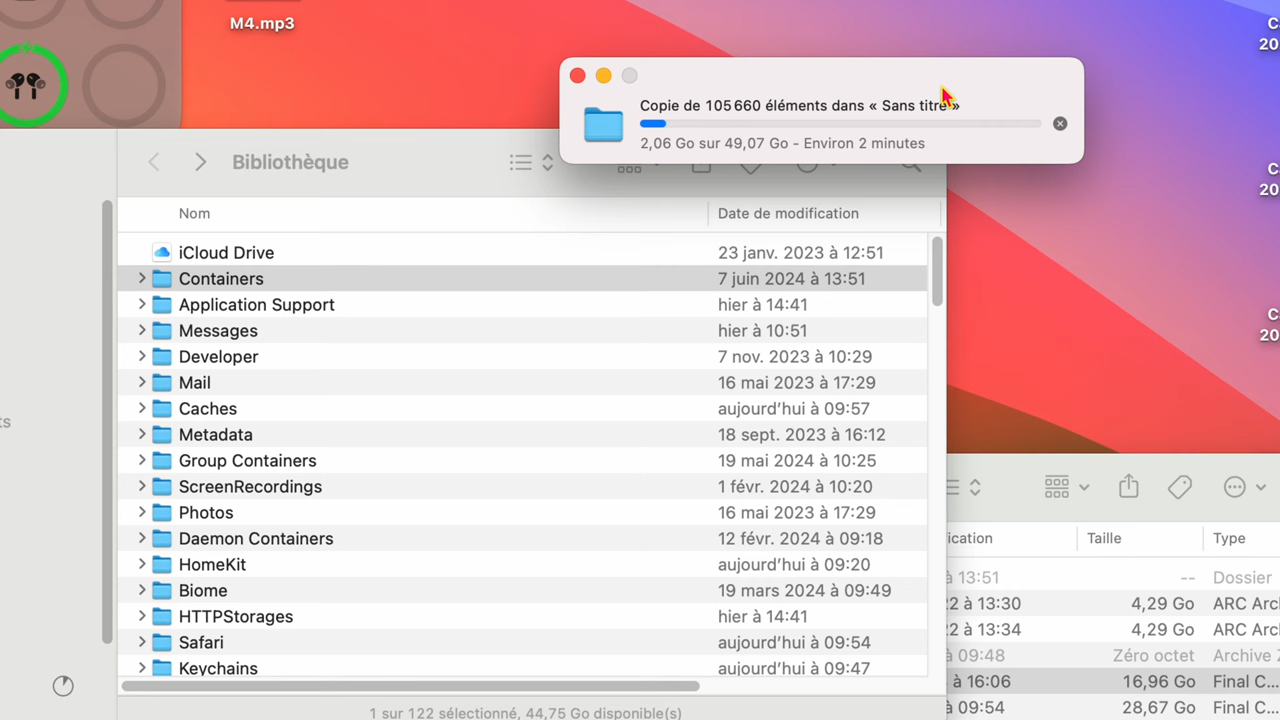 M4.mp3
Copie de 105 660 éléments dans « Sans titre »
2,06 Go sur 49,07 Go - Environ 2 minutes
Bibliothèque
Nom Date de modification
iCloud Drive 23 janv. 2023 à 12:51
Containers 7 juin 2024 à 13:51
Application Support hier à 14:41
Messages hier à 10:51
Developer 7 nov. 2023 à 10:29
Mail 16 mai 2023 à 17:29
Caches aujourd’hui à 09:57
Metadata 18 sept. 2023 à 16:12
Group Containers 19 mai 2024 à 10:25
ScreenRecordings 1 févr. 2024 à 10:20
Photos 16 mai 2023 à 17:29
Daemon Containers 12 févr. 2024 à 09:18
HomeKit aujourd’hui à 09:20
Biome 19 mars 2024 à 09:49
HTTPStorages hier à 14:41
Safari aujourd’hui à 09:54
Keychains aujourd’hui à 09:47
1 sur 122 sélectionné, 44,75 Go disponible(s)
ication Taille Type
à 13:51 -- Dossier
2 à 13:30 4,29 Go ARC Arc
2 à 13:34 4,29 Go ARC Arc
à 09:48 Zéro octet Archive Z
à 16:06 16,96 Go Final C...
à 09:54 28,67 Go Final C...